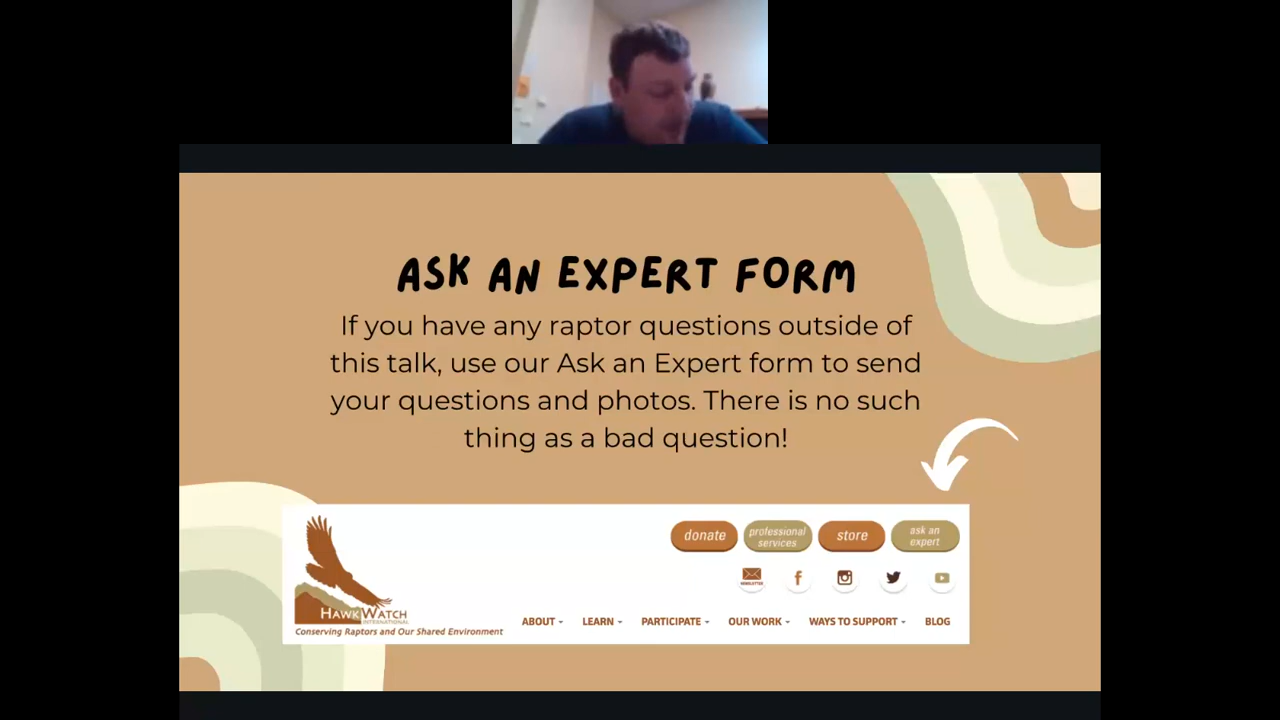 ASK AN EXPERT FORM
If you have any raptor questions outside of
this talk, use our Ask an Expert form to send
your questions and photos. There is no such
thing as a bad question!
donate
professional
services
store
ask an
expert
NEWSLETTER
HAWKWATCH
INTERNATIONAL
Conserving Raptors and Our Shared Environment
ABOUT LEARN PARTICIPATE OUR WORK WAYS TO SUPPORT BLOG